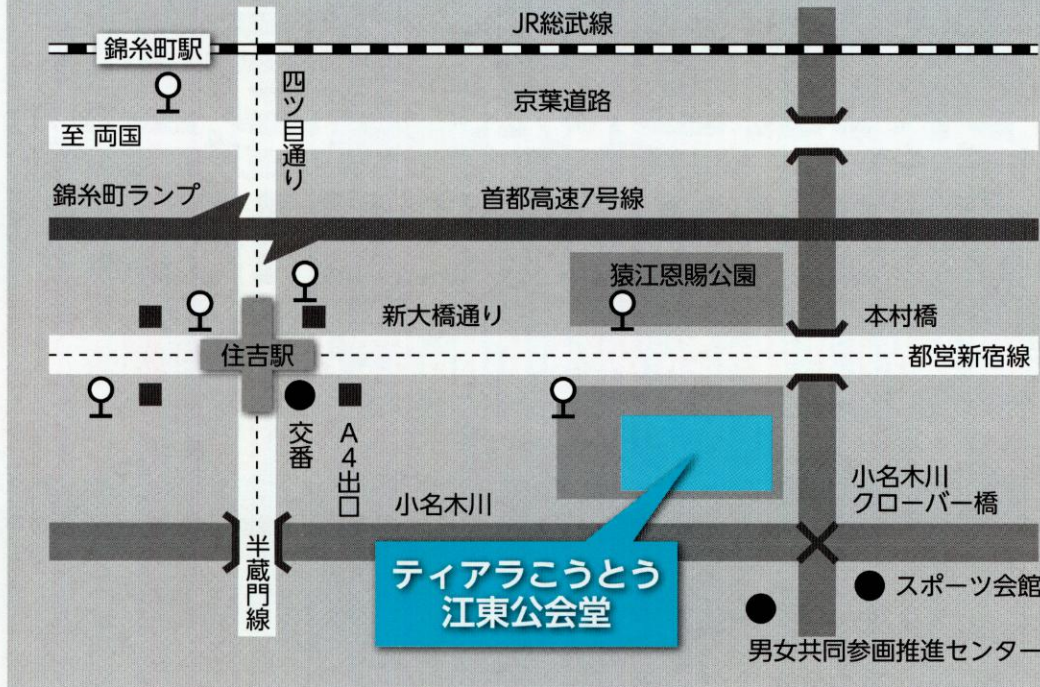 JR総武線
錦糸町駅
四ツ目通り
京葉道路
至 両国
錦糸町ランプ
首都高速7号線
猿江恩賜公園
新大橋通り
本村橋
住吉駅
都営新宿線
交番
A4出口
小名木川
小名木川
クローバー橋
半蔵門線
ティアラこうとう
江東公会堂
スポーツ会館
男女共同参画推進センター